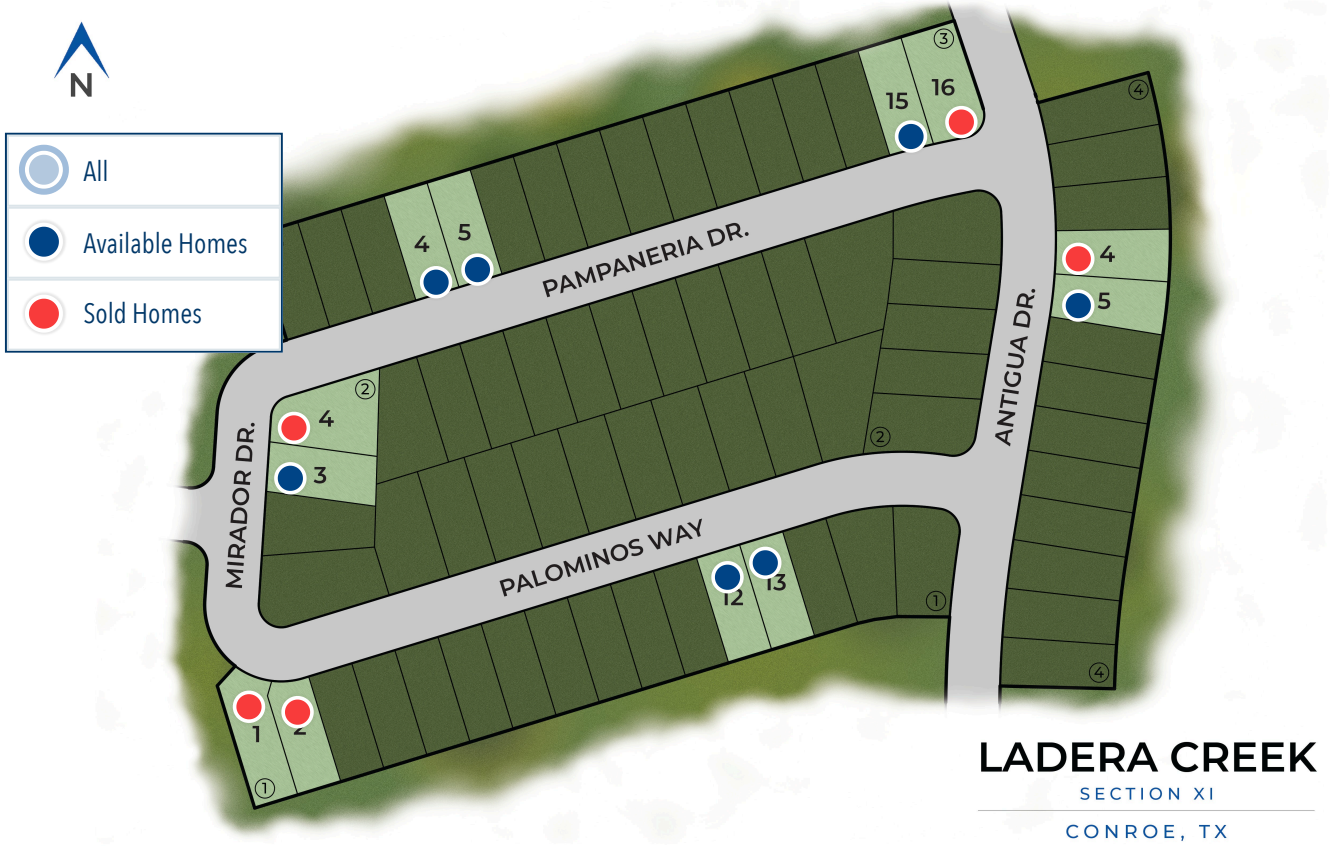 N
All
Available Homes
Sold Homes
3
15
16
4
4
5
PAMPANERIA DR.
4
5
2
4
3
MIRADOR DR.
ANTIGUA DR.
2
PALOMINOS WAY
12
13
1
4
1
2
1
LADERA CREEK
SECTION XI
CONROE, TX